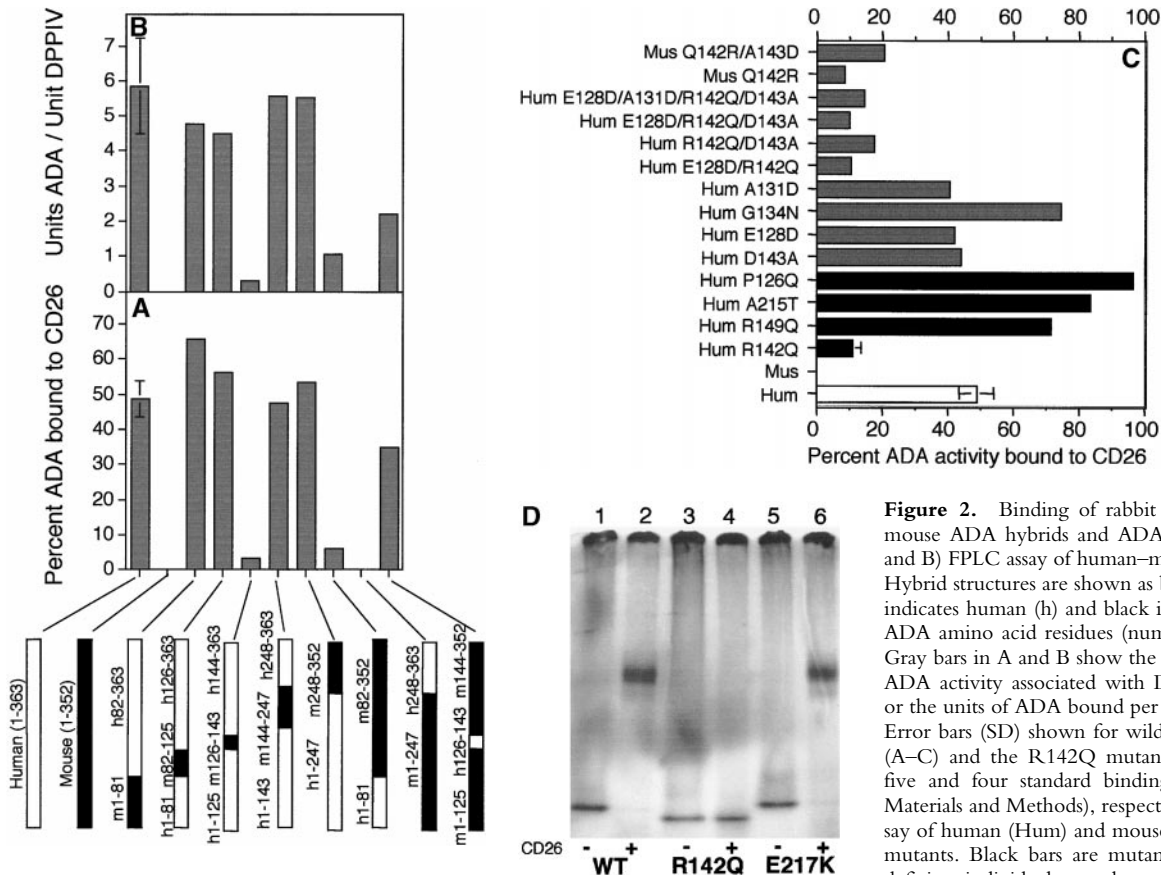 B
Units ADA / Unit DPPIV
7
6
5
4
3
2
1
0
A
Percent ADA bound to CD26
70
60
50
40
30
20
10
0
Human (1-363)
Mouse (1-352)
m1-81 h82-363
h1-81 m82-125 h126-363
h1-125 m126-143 h144-363
h1-143 m144-247 h248-363
h1-247 m248-352
h1-81 m82-352
m1-247 h248-363
m1-125 h126-143 m144-352
0 20 40 60 80 100
C
Mus Q142R/A143D
Mus Q142R
Hum E128D/A131D/R142Q/D143A
Hum E128D/R142Q/D143A
Hum R142Q/D143A
Hum E128D/R142Q
Hum A131D
Hum G134N
Hum E128D
Hum D143A
Hum P126Q
Hum A215T
Hum R149Q
Hum R142Q
Mus
Hum
0 20 40 60 80 100
Percent ADA activity bound to CD26
D
1 2 3 4 5 6
CD26 - + - + - +
WT R142Q E217K
Figure 2. Binding of rabbit
mouse ADA hybrids and ADA
and B) FPLC assay of human–m
Hybrid structures are shown as b
indicates human (h) and black i
ADA amino acid residues (num
Gray bars in A and B show the
ADA activity associated with
or the units of ADA bound per
Error bars (SD) shown for wild
(A–C) and the R142Q mutan
five and four standard binding
Materials and Methods), respect
say of human (Hum) and mouse
mutants. Black bars are mutan